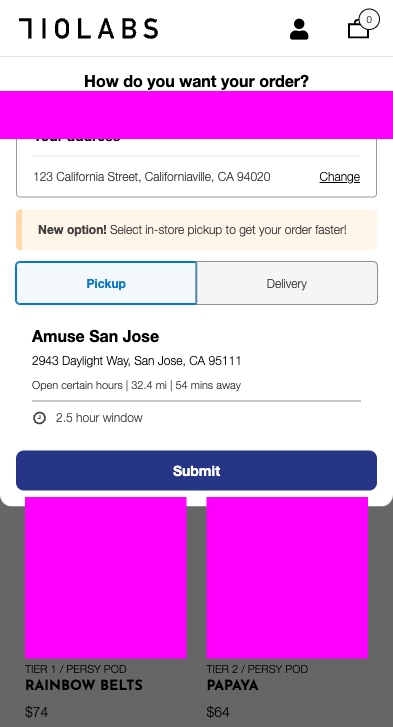 710LABS
0
How do you want your order?
Your address
123 California Street, Californiaville, CA 94020
Change
New option! Select in-store pickup to get your order faster!
Pickup
Delivery
Amuse San Jose
2943 Daylight Way, San Jose, CA 95111
Open certain hours | 32.4 mi | 54 mins away
2.5 hour window
Submit
TIER 1 / PERSY POD
RAINBOW BELTS
$74
TIER 2 / PERSY POD
PAPAYA
$64